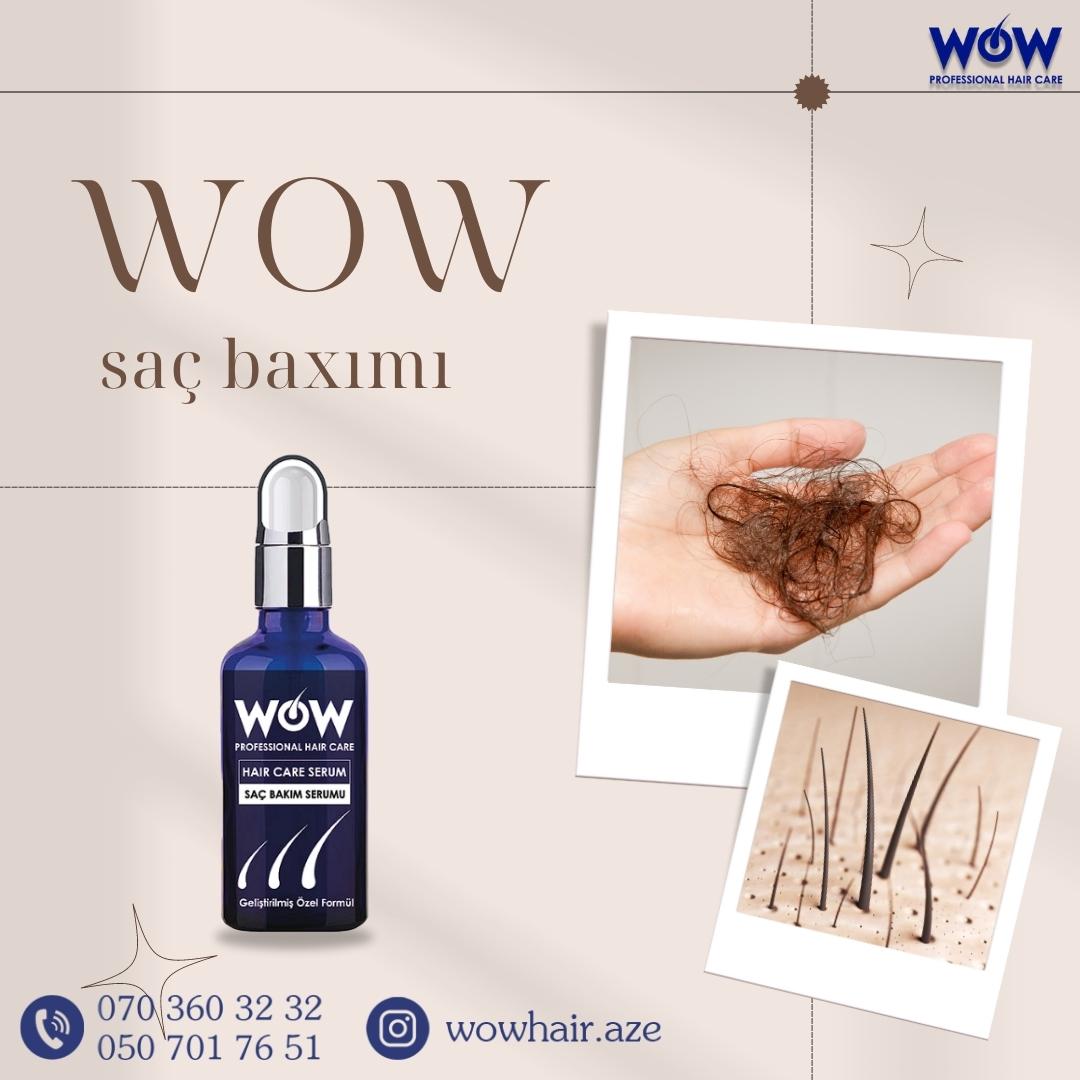 WOW
PROFESSIONAL HAIR CARE
WOW
saç baxımı
WOW
PROFESSIONAL HAIR CARE
HAIR CARE SERUM
SAÇ BAKIM SERUMU
Geliştirilmiş Özel Formül
070 360 32 32
050 701 76 51
wowhair.aze